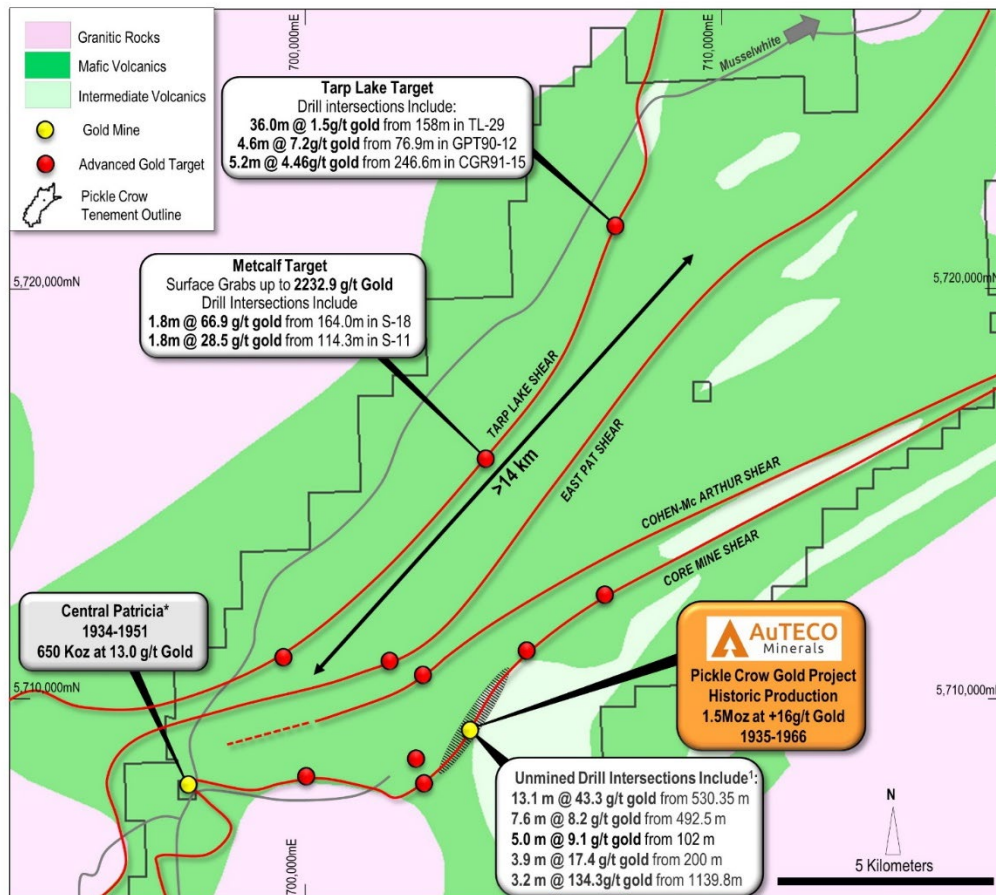 Granitic Rocks
Mafic Volcanics
Intermediate Volcanics
Gold Mine
Advanced Gold Target
Pickle Crow
Tenement Outline
700,000mE
710,000mE
Musselwhite
Tarp Lake Target
Drill intersections Include:
36.0m @ 1.5g/t gold from 158m in TL-29
4.6m @ 7.2g/t gold from 76.9m in GPT90-12
5.2m @ 4.46g/t gold from 246.6m in CGR91-15
5,720,000mN
5,720,000mN
Metcalf Target
Surface Grabs up to 2232.9 g/t Gold
Drill Intersections Include
1.8m @ 66.9 g/t gold from 164.0m in S-18
1.8m @ 28.5 g/t gold from 114.3m in S-11
TARP LAKE SHEAR
>14 km
EAST PAT SHEAR
COHEN-Mc ARTHUR SHEAR
CORE MINE SHEAR
Central Patricia*
1934-1951
650 Koz at 13.0 g/t Gold
AuTECO
Minerals
Pickle Crow Gold Project
Historic Production
1.5Moz at +16g/t Gold
1935-1966
5,710,000mN
5,710,000mN
Unmined Drill Intersections Include¹:
13.1 m @ 43.3 g/t gold from 530.35 m
7.6 m @ 8.2 g/t gold from 492.5 m
5.0 m @ 9.1 g/t gold from 102 m
3.9 m @ 17.4 g/t gold from 200 m
3.2 m @ 134.3g/t gold from 1139.8m
N
5 Kilometers
700,000mE